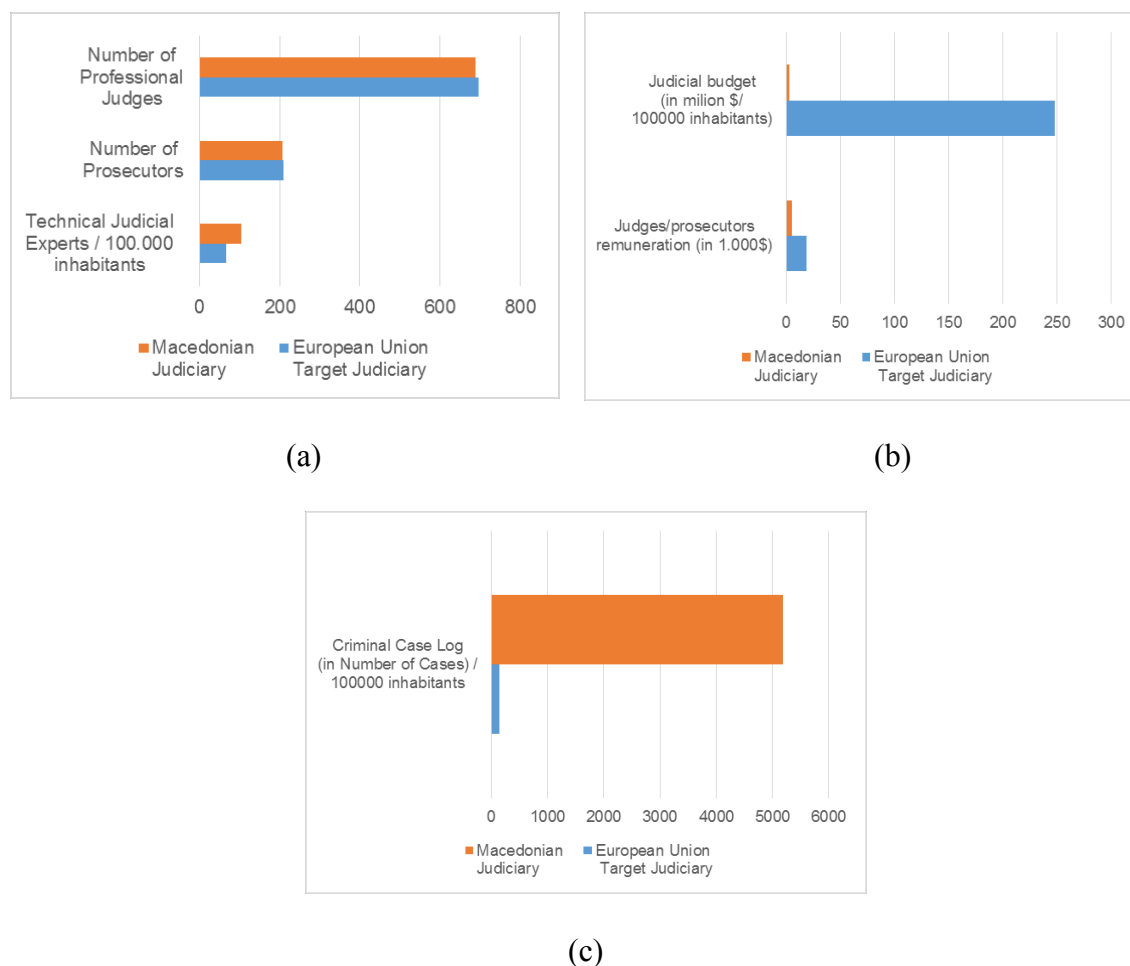 Number of
Professional
Judges
Number of
Prosecutors
Technical Judicial
Experts / 100.000
inhabitants
0 200 400 600 800
Macedonian
Judiciary
European Union
Target Judiciary
(a)
Judicial budget
(in milion $/
100000 inhabitants)
Judges/prosecutors
remuneration (in 1.000$)
0 50 100 150 200 250 300
Macedonian
Judiciary
European Union
Target Judiciary
(b)
Criminal Case Log
(in Number of Cases) /
100000 inhabitants
0 1000 2000 3000 4000 5000 6000
Macedonian
Judiciary
European Union
Target Judiciary
(c)